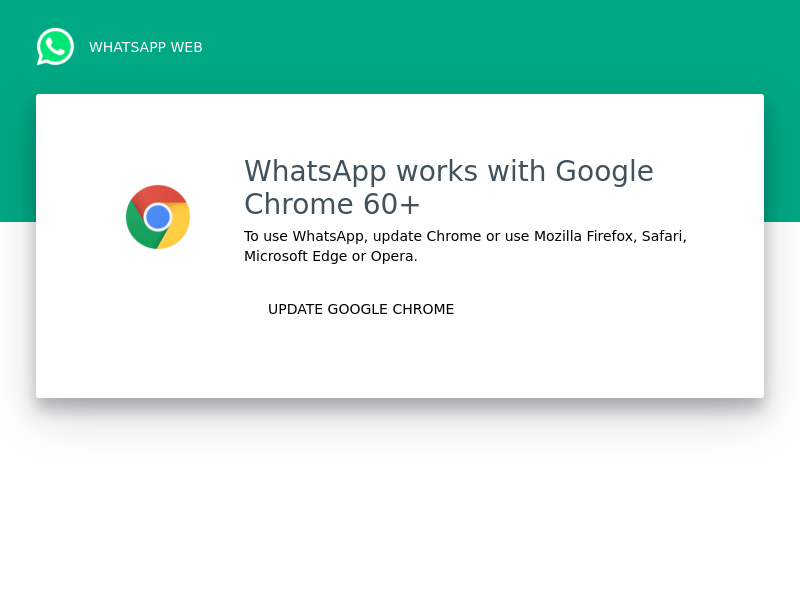 WHATSAPP WEB
WhatsApp works with Google
Chrome 60+
To use WhatsApp, update Chrome or use Mozilla Firefox, Safari,
Microsoft Edge or Opera.
UPDATE GOOGLE CHROME